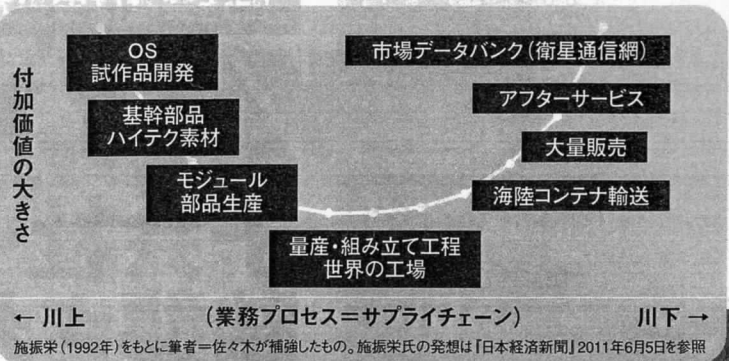 付加価値の大きさ
OS
試作品開発
基幹部品
ハイテク素材
モジュール
部品生産
量産・組み立て工程
世界の工場
市場データバンク(衛星通信網)
アフターサービス
大量販売
海陸コンテナ輸送
← 川上
(業務プロセス＝サプライチェーン)
川下 →
施振栄(1992年)をもとに筆者＝佐々木が補強したもの。施振栄氏の発想は『日本経済新聞』2011年6月5日を参照